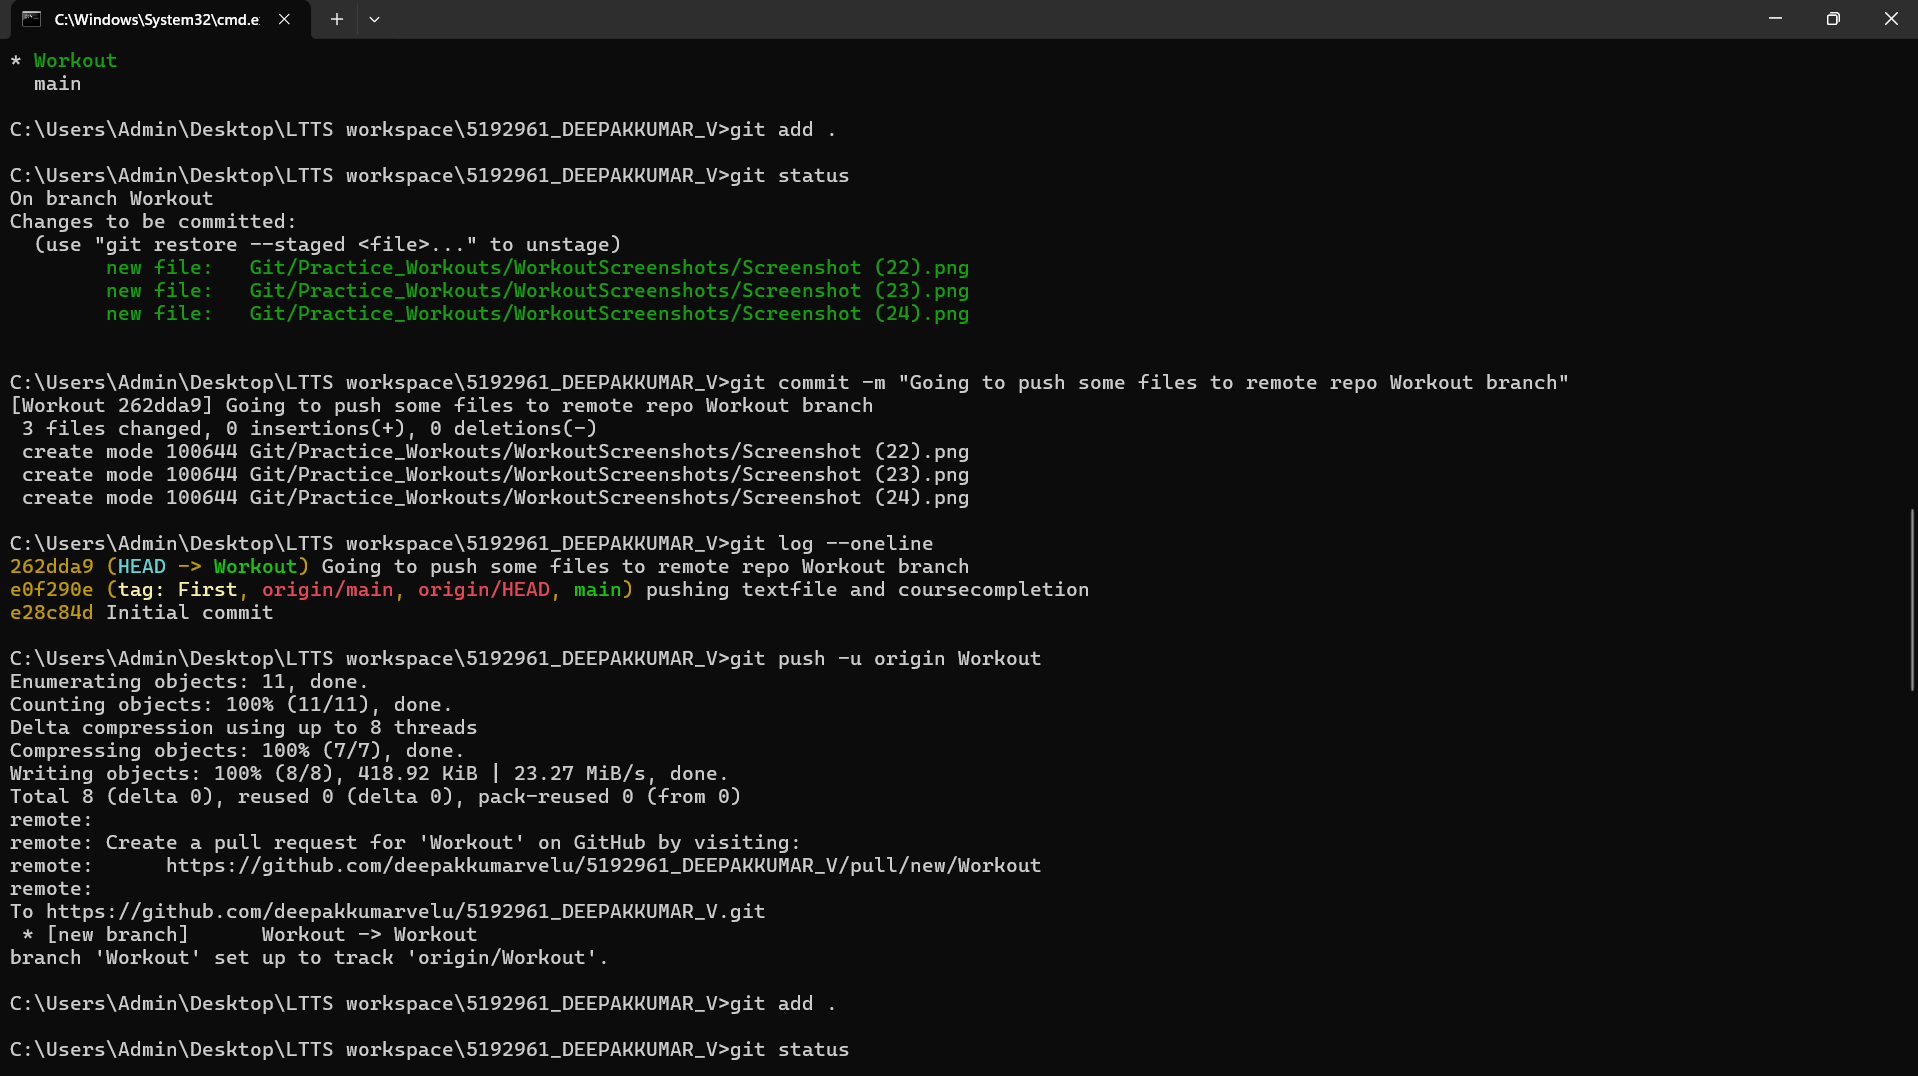 C:\Windows\System32\cmd.e
* Workout
  main
C:\Users\Admin\Desktop\LTTS workspace\5192961_DEEPAKKUMAR_V>git add .
C:\Users\Admin\Desktop\LTTS workspace\5192961_DEEPAKKUMAR_V>git status
On branch Workout
Changes to be committed:
  (use "git restore --staged <file>..." to unstage)
        new file:   Git/Practice_Workouts/WorkoutScreenshots/Screenshot (22).png
        new file:   Git/Practice_Workouts/WorkoutScreenshots/Screenshot (23).png
        new file:   Git/Practice_Workouts/WorkoutScreenshots/Screenshot (24).png
C:\Users\Admin\Desktop\LTTS workspace\5192961_DEEPAKKUMAR_V>git commit -m "Going to push some files to remote repo Workout branch"
[Workout 262dda9] Going to push some files to remote repo Workout branch
 3 files changed, 0 insertions(+), 0 deletions(-)
 create mode 100644 Git/Practice_Workouts/WorkoutScreenshots/Screenshot (22).png
 create mode 100644 Git/Practice_Workouts/WorkoutScreenshots/Screenshot (23).png
 create mode 100644 Git/Practice_Workouts/WorkoutScreenshots/Screenshot (24).png
C:\Users\Admin\Desktop\LTTS workspace\5192961_DEEPAKKUMAR_V>git log --oneline
262dda9 (HEAD -> Workout) Going to push some files to remote repo Workout branch
e0f290e (tag: First, origin/main, origin/HEAD, main) pushing textfile and coursecompletion
e28c84d Initial commit
C:\Users\Admin\Desktop\LTTS workspace\5192961_DEEPAKKUMAR_V>git push -u origin Workout
Enumerating objects: 11, done.
Counting objects: 100% (11/11), done.
Delta compression using up to 8 threads
Compressing objects: 100% (7/7), done.
Writing objects: 100% (8/8), 418.92 KiB | 23.27 MiB/s, done.
Total 8 (delta 0), reused 0 (delta 0), pack-reused 0 (from 0)
remote:
remote: Create a pull request for 'Workout' on GitHub by visiting:
remote:      https://github.com/deepakkumarvelu/5192961_DEEPAKKUMAR_V/pull/new/Workout
remote:
To https://github.com/deepakkumarvelu/5192961_DEEPAKKUMAR_V.git
 * [new branch]      Workout -> Workout
branch 'Workout' set up to track 'origin/Workout'.
C:\Users\Admin\Desktop\LTTS workspace\5192961_DEEPAKKUMAR_V>git add .
C:\Users\Admin\Desktop\LTTS workspace\5192961_DEEPAKKUMAR_V>git status